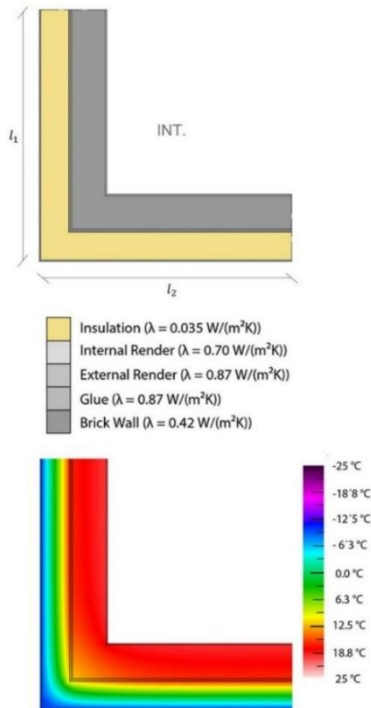 l₁
INT.
l₂
Insulation (λ = 0.035 W/(m²K))
Internal Render (λ = 0.70 W/(m²K))
External Render (λ = 0.87 W/(m²K))
Glue (λ = 0.87 W/(m²K))
Brick Wall (λ = 0.42 W/(m²K))
-25 °C
-18'8 °C
-12'5 °C
-6'3 °C
0.0 °C
6.3 °C
12.5 °C
18.8 °C
25 °C